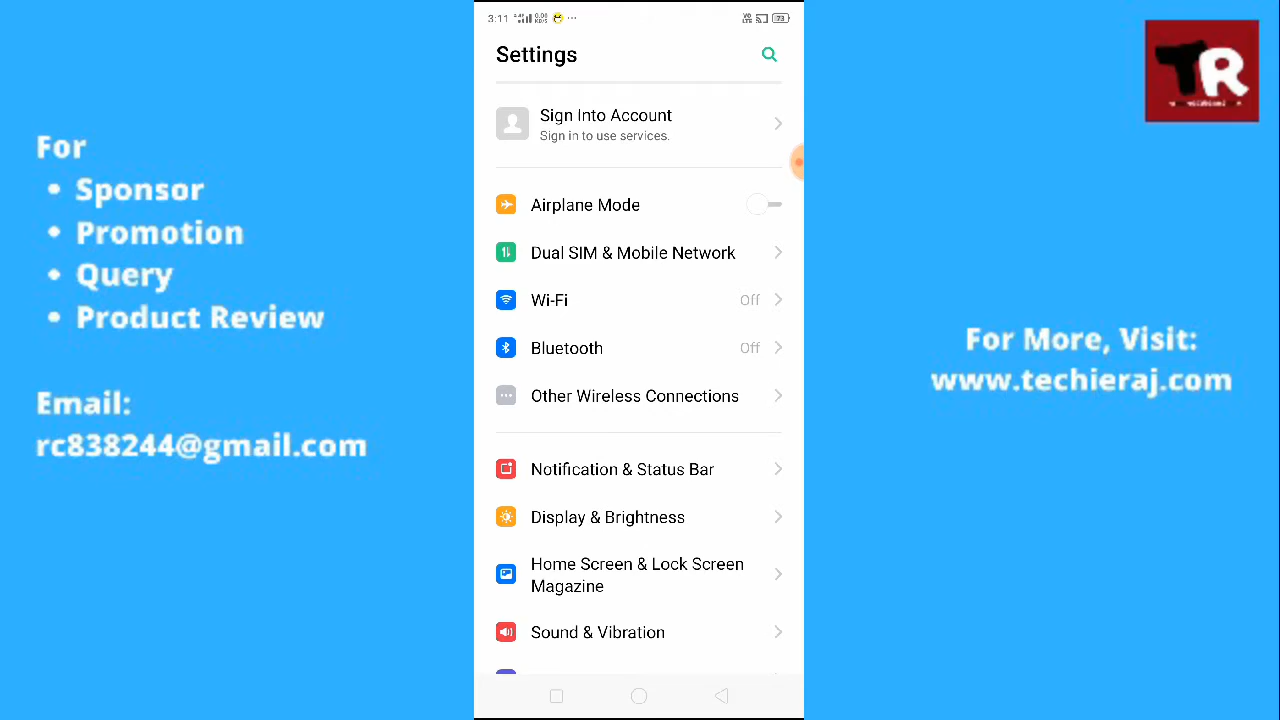 For
• Sponsor
• Promotion
• Query
• Product Review
Email:
rc838244@gmail.com
3:11
73
Settings
Sign Into Account
Sign in to use services.
Airplane Mode
Dual SIM & Mobile Network
Wi-Fi Off
Bluetooth Off
Other Wireless Connections
Notification & Status Bar
Display & Brightness
Home Screen & Lock Screen
Magazine
Sound & Vibration
TR
For More, Visit:
www.techieraj.com